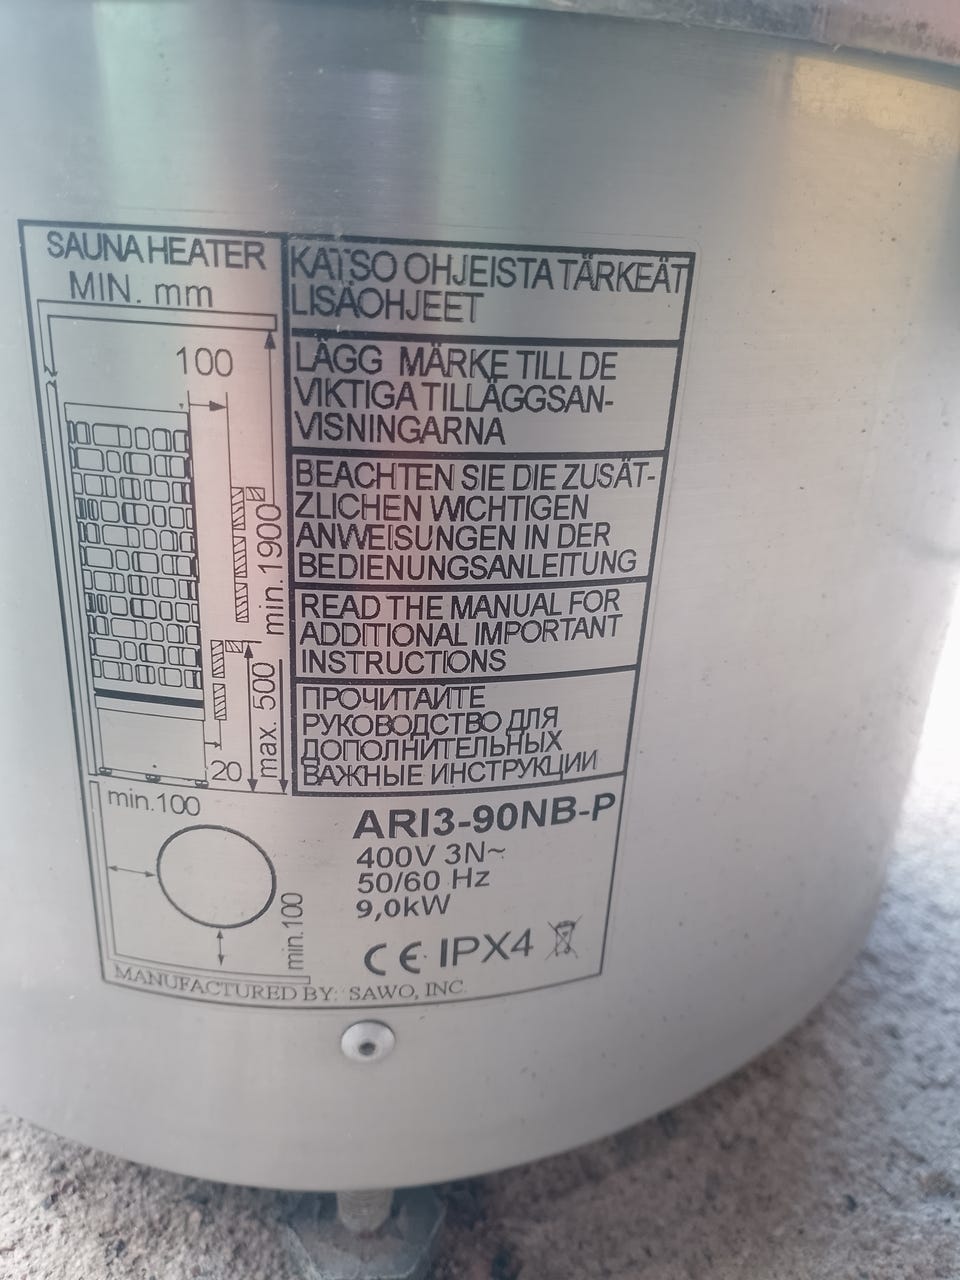 SAUNA HEATER
MIN. mm
100
min. 1900
max. 500
20
KATSO OHJEISTA TÄRKEÄT
LISÄOHJEET
LÄGG MÄRKE TILL DE
VIKTIGA TILLÄGGSAN-
VISNINGARNA
BEACHTEN SIE DIE ZUSÄT-
ZLICHEN WICHTIGEN
ANWEISUNGEN IN DER
BEDIENUNGSANLEITUNG
READ THE MANUAL FOR
ADDITIONAL IMPORTANT
INSTRUCTIONS
ПРОЧИТАЙТЕ
РУКОВОДСТВО ДЛЯ
ДОПОЛНИТЕЛЬНЫХ
ВАЖНЫЕ ИНСТРУКЦИИ
min.100
min.100
ARI3-90NB-P
400V 3N~
50/60 Hz
9,0kW
CE IPX4
MANUFACTURED BY: SAWO, INC.